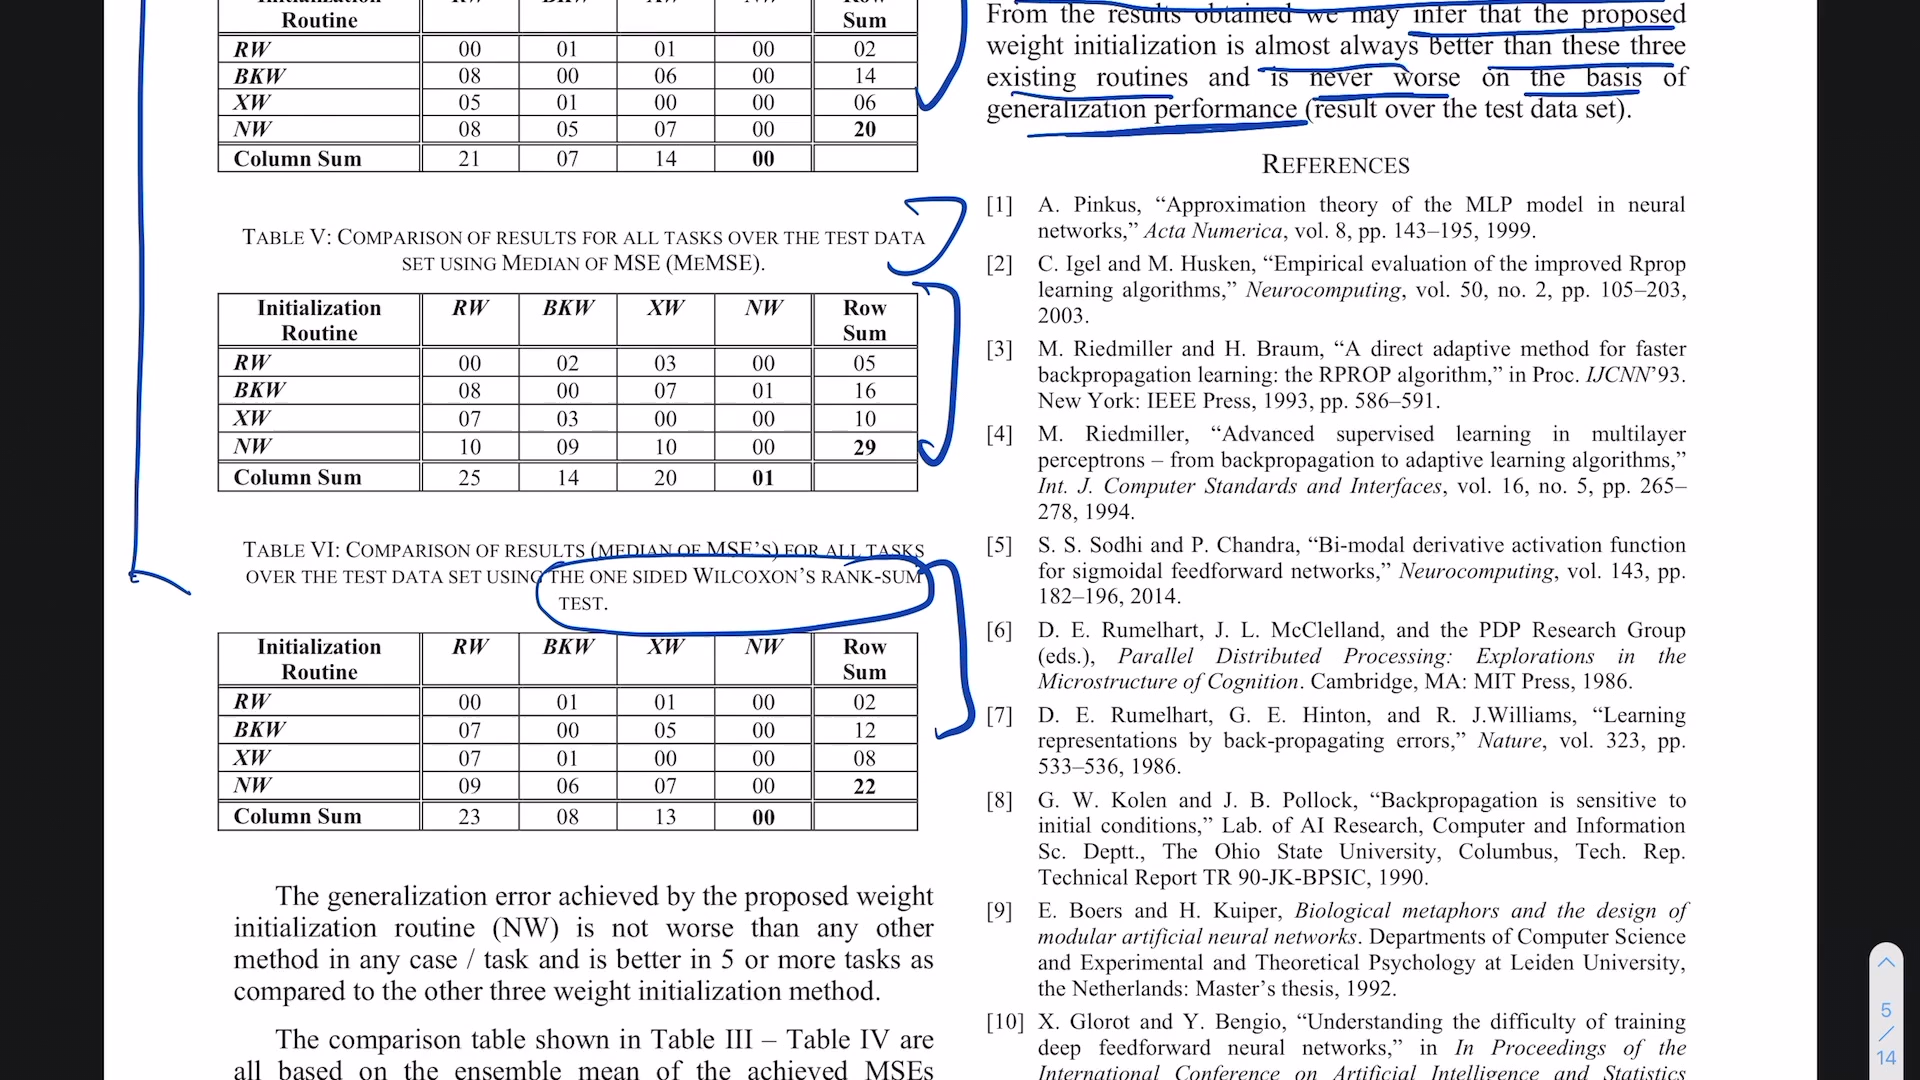 Initialization RW BKW XW NW Row
Routine Sum
RW 00 01 01 00 02
BKW 08 00 06 00 14
XW 05 01 00 00 06
NW 08 05 07 00 20
Column Sum 21 07 14 00
TABLE V: COMPARISON OF RESULTS FOR ALL TASKS OVER THE TEST DATA
SET USING MEDIAN OF MSE (MEMSE).
Initialization RW BKW XW NW Row
Routine Sum
RW 00 02 03 00 05
BKW 08 00 07 01 16
XW 07 03 00 00 10
NW 10 09 10 00 29
Column Sum 25 14 20 01
TABLE VI: COMPARISON OF RESULTS (MEDIAN OF MSE'S) FOR ALL TASKS
OVER THE TEST DATA SET USING THE ONE SIDED WILCOXON'S RANK-SUM
TEST.
Initialization RW BKW XW NW Row
Routine Sum
RW 00 01 01 00 02
BKW 07 00 05 00 12
XW 07 01 00 00 08
NW 09 06 07 00 22
Column Sum 23 08 13 00
The generalization error achieved by the proposed weight
initialization routine (NW) is not worse than any other
method in any case / task and is better in 5 or more tasks as
compared to the other three weight initialization method.
The comparison table shown in Table III – Table IV are
all based on the ensemble mean of the achieved MSEs
From the results obtained we may infer that the proposed
weight initialization is almost always better than these three
existing routines and is never worse on the basis of
generalization performance (result over the test data set).
REFERENCES
[1] A. Pinkus, “Approximation theory of the MLP model in neural
networks,” Acta Numerica, vol. 8, pp. 143–195, 1999.
[2] C. Igel and M. Husken, “Empirical evaluation of the improved Rprop
learning algorithms,” Neurocomputing, vol. 50, no. 2, pp. 105–203,
2003.
[3] M. Riedmiller and H. Braum, “A direct adaptive method for faster
backpropagation learning: the RPROP algorithm,” in Proc. IJCNN’93.
New York: IEEE Press, 1993, pp. 586–591.
[4] M. Riedmiller, “Advanced supervised learning in multilayer
perceptrons – from backpropagation to adaptive learning algorithms,”
Int. J. Computer Standards and Interfaces, vol. 16, no. 5, pp. 265–
278, 1994.
[5] S. S. Sodhi and P. Chandra, “Bi-modal derivative activation function
for sigmoidal feedforward networks,” Neurocomputing, vol. 143, pp.
182–196, 2014.
[6] D. E. Rumelhart, J. L. McClelland, and the PDP Research Group
(eds.), Parallel Distributed Processing: Explorations in the
Microstructure of Cognition. Cambridge, MA: MIT Press, 1986.
[7] D. E. Rumelhart, G. E. Hinton, and R. J.Williams, “Learning
representations by back-propagating errors,” Nature, vol. 323, pp.
533–536, 1986.
[8] G. W. Kolen and J. B. Pollock, “Backpropagation is sensitive to
initial conditions,” Lab. of AI Research, Computer and Information
Sc. Deptt., The Ohio State University, Columbus, Tech. Rep.
Technical Report TR 90-JK-BPSIC, 1990.
[9] E. Boers and H. Kuiper, Biological metaphors and the design of
modular artificial neural networks. Departments of Computer Science
and Experimental and Theoretical Psychology at Leiden University,
the Netherlands: Master’s thesis, 1992.
[10] X. Glorot and Y. Bengio, “Understanding the difficulty of training
deep feedforward neural networks,” in In Proceedings of the
International Conference on Artificial Intelligence and Statistics
5
/
14